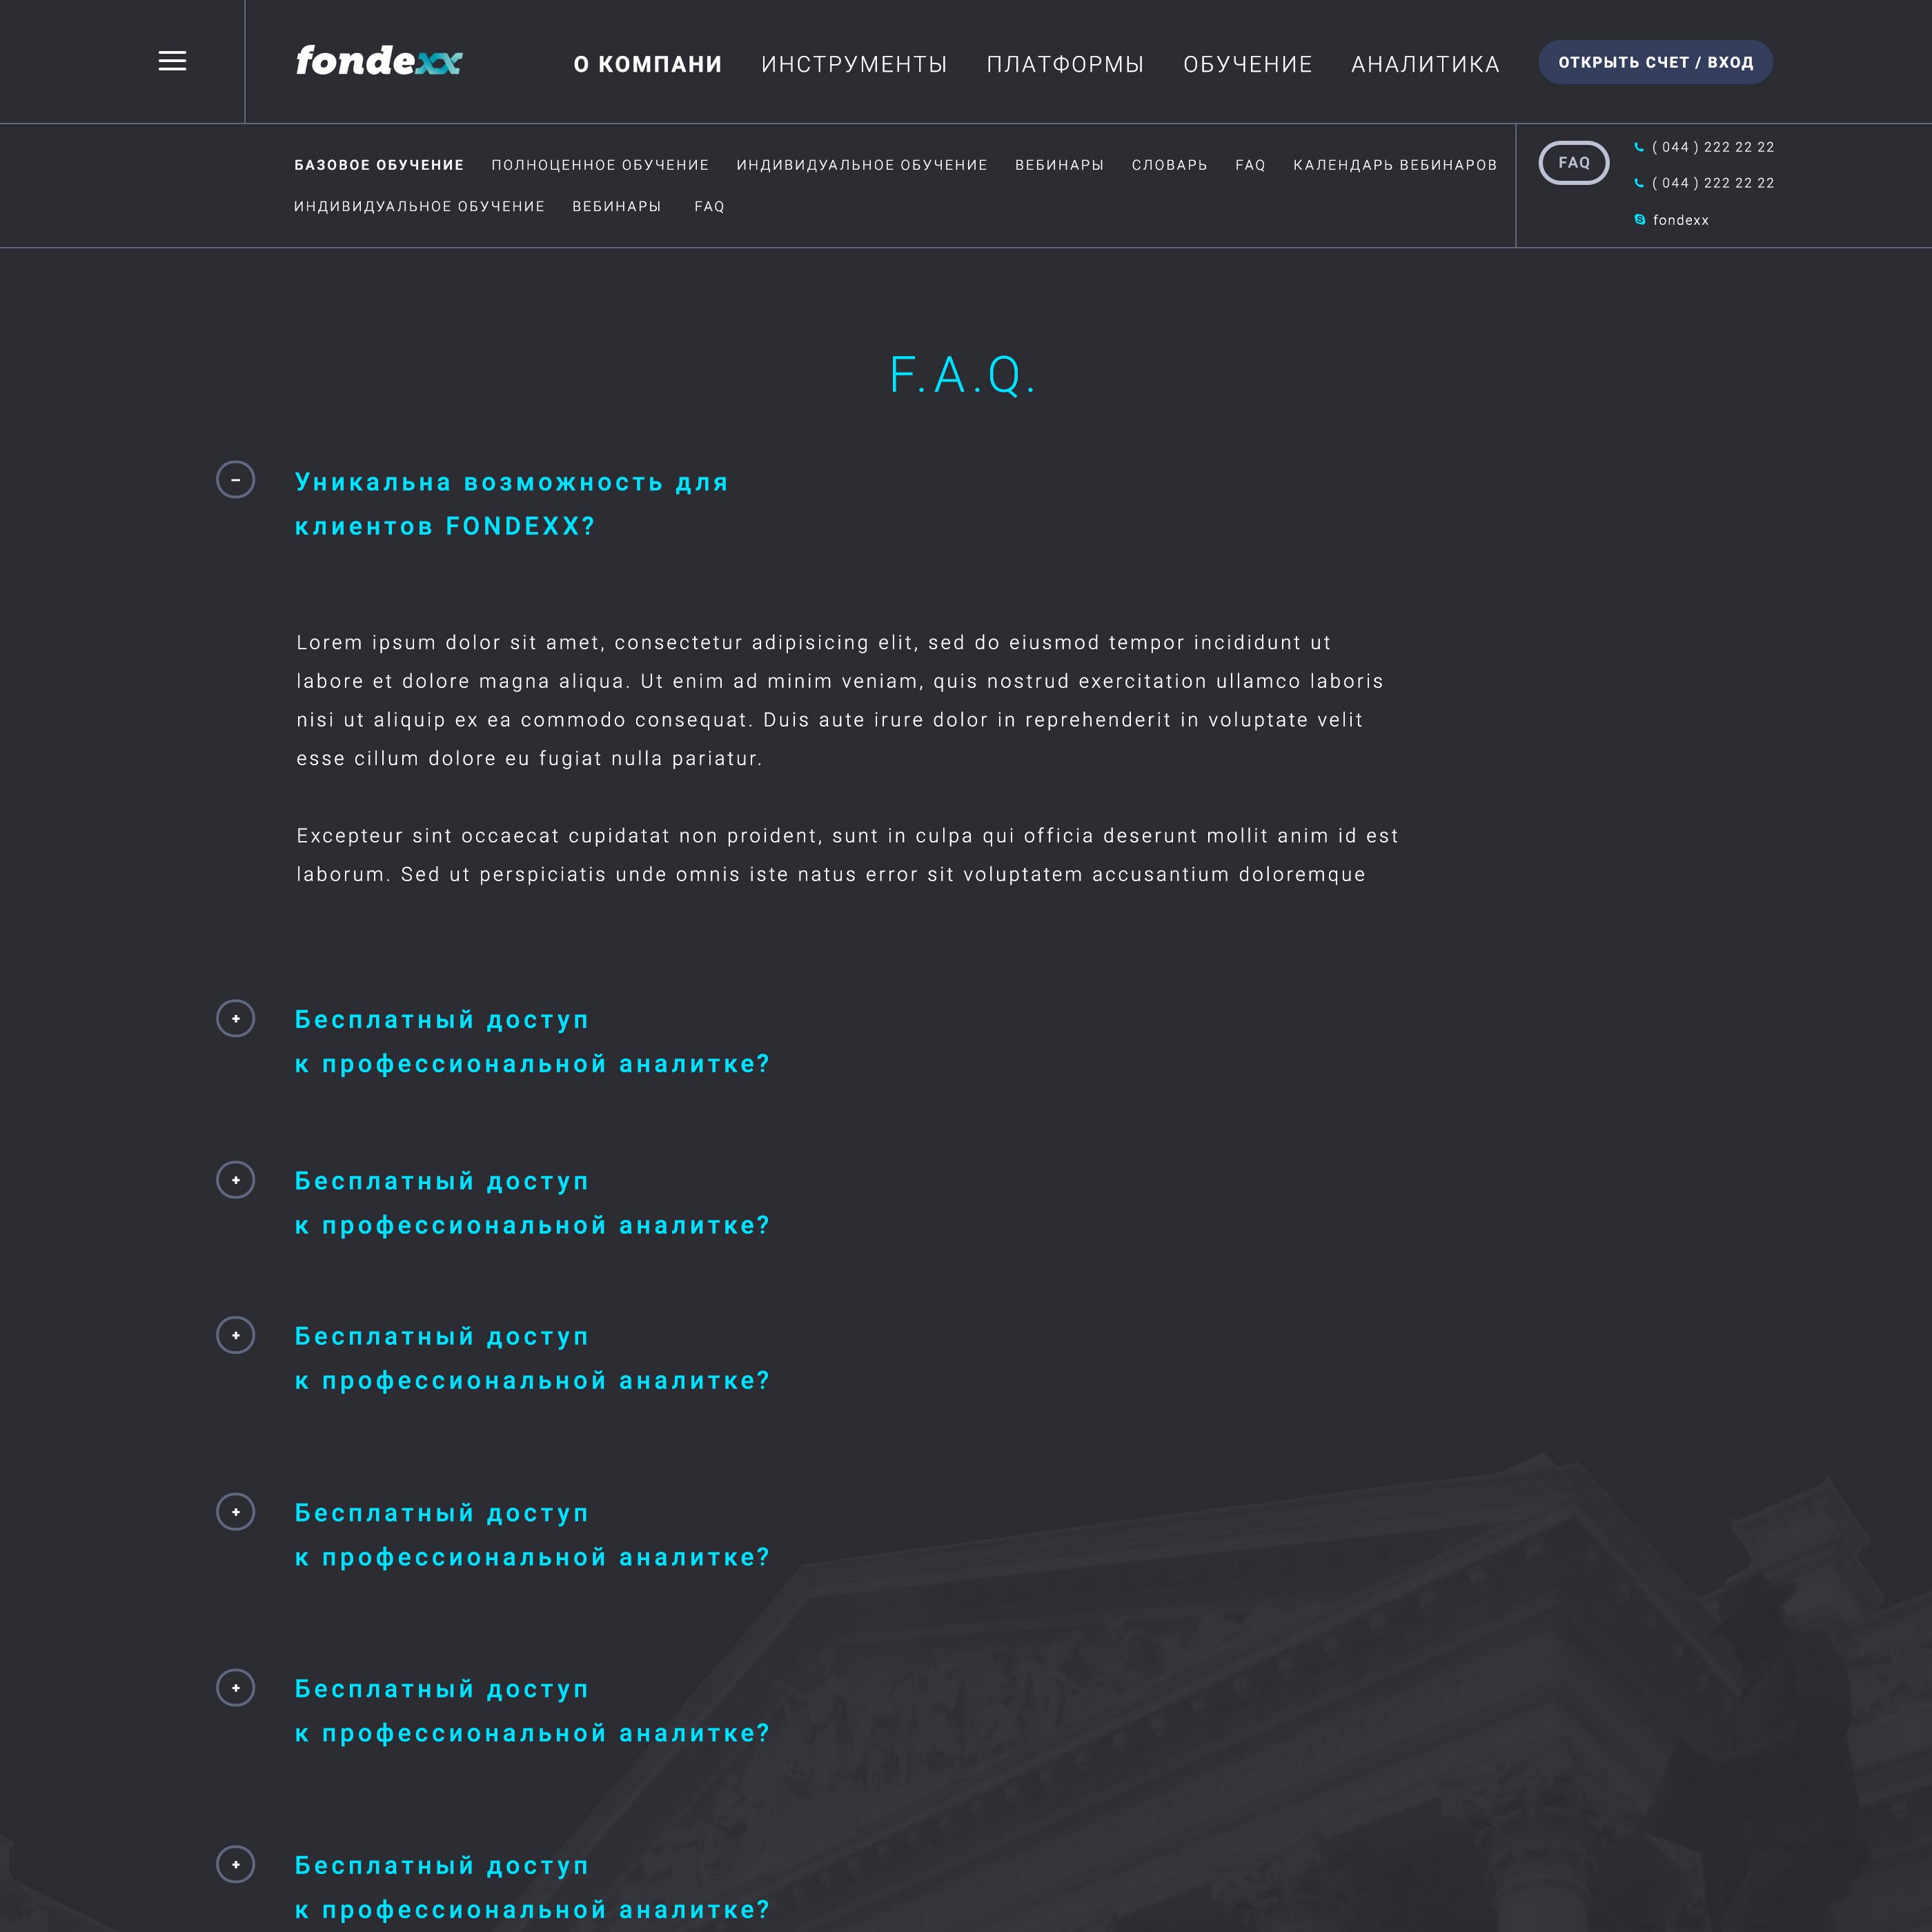 fondexx
О КОМПАНИ ИНСТРУМЕНТЫ ПЛАТФОРМЫ ОБУЧЕНИЕ АНАЛИТИКА ОТКРЫТЬ СЧЕТ / ВХОД
БАЗОВОЕ ОБУЧЕНИЕ ПОЛНОЦЕННОЕ ОБУЧЕНИЕ ИНДИВИДУАЛЬНОЕ ОБУЧЕНИЕ ВЕБИНАРЫ СЛОВАРЬ FAQ КАЛЕНДАРЬ ВЕБИНАРОВ
ИНДИВИДУАЛЬНОЕ ОБУЧЕНИЕ ВЕБИНАРЫ FAQ
FAQ
( 044 ) 222 22 22
( 044 ) 222 22 22
fondexx
F.A.Q.
Уникальна возможность для
клиентов FONDEXX?
Lorem ipsum dolor sit amet, consectetur adipisicing elit, sed do eiusmod tempor incididunt ut
labore et dolore magna aliqua. Ut enim ad minim veniam, quis nostrud exercitation ullamco laboris
nisi ut aliquip ex ea commodo consequat. Duis aute irure dolor in reprehenderit in voluptate velit
esse cillum dolore eu fugiat nulla pariatur.
Excepteur sint occaecat cupidatat non proident, sunt in culpa qui officia deserunt mollit anim id est
laborum. Sed ut perspiciatis unde omnis iste natus error sit voluptatem accusantium doloremque
Бесплатный доступ
к профессиональной аналитке?
Бесплатный доступ
к профессиональной аналитке?
Бесплатный доступ
к профессиональной аналитке?
Бесплатный доступ
к профессиональной аналитке?
Бесплатный доступ
к профессиональной аналитке?
Бесплатный доступ
к профессиональной аналитке?